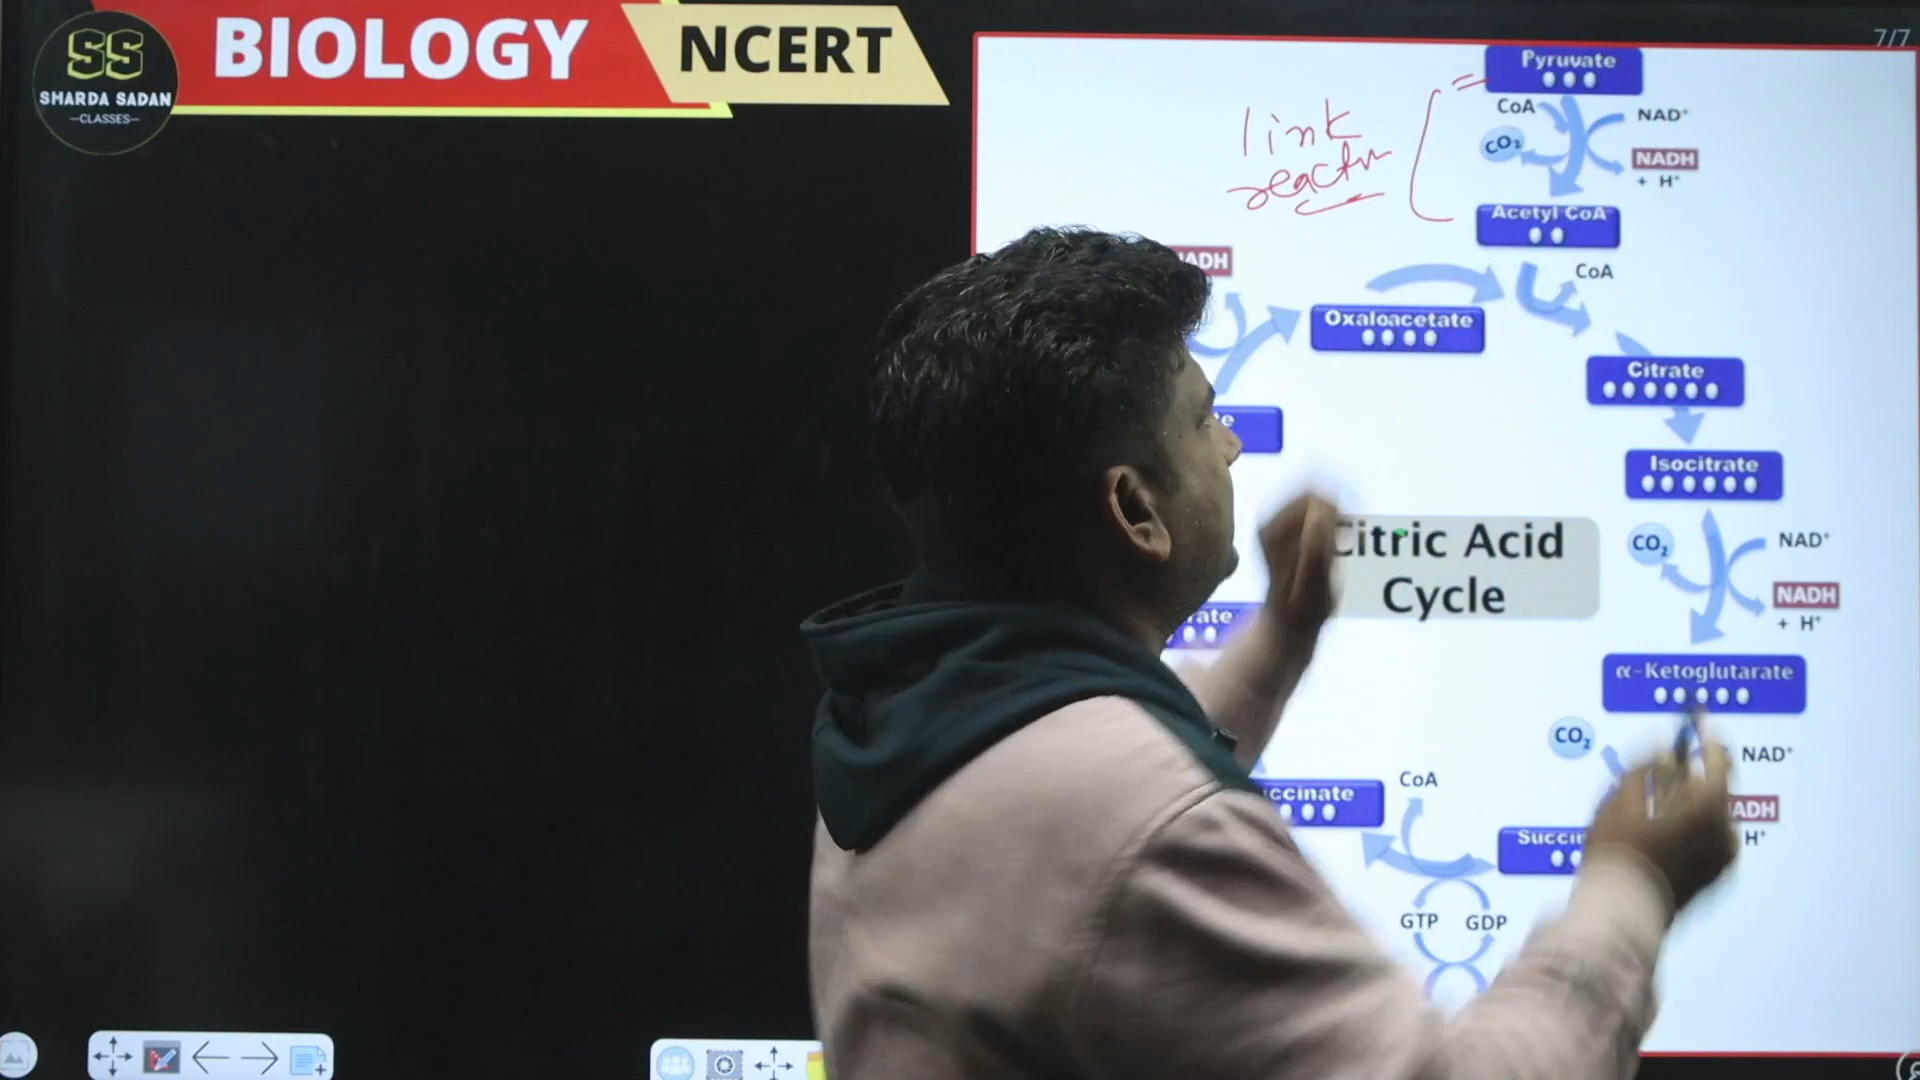 SS
SHARDA SADAN
—CLASSES—
BIOLOGY
NCERT
7/7
Pyruvate
CoA
NAD⁺
CO₂
NADH
+ H⁺
link
Acetyl CoA
CoA
NADH
Oxaloacetate
Citrate
Isocitrate
Citric Acid
Cycle
CO₂
NAD⁺
NADH
+ H⁺
α-Ketoglutarate
CO₂
NAD⁺
H⁺
CoA
GTP
GDP